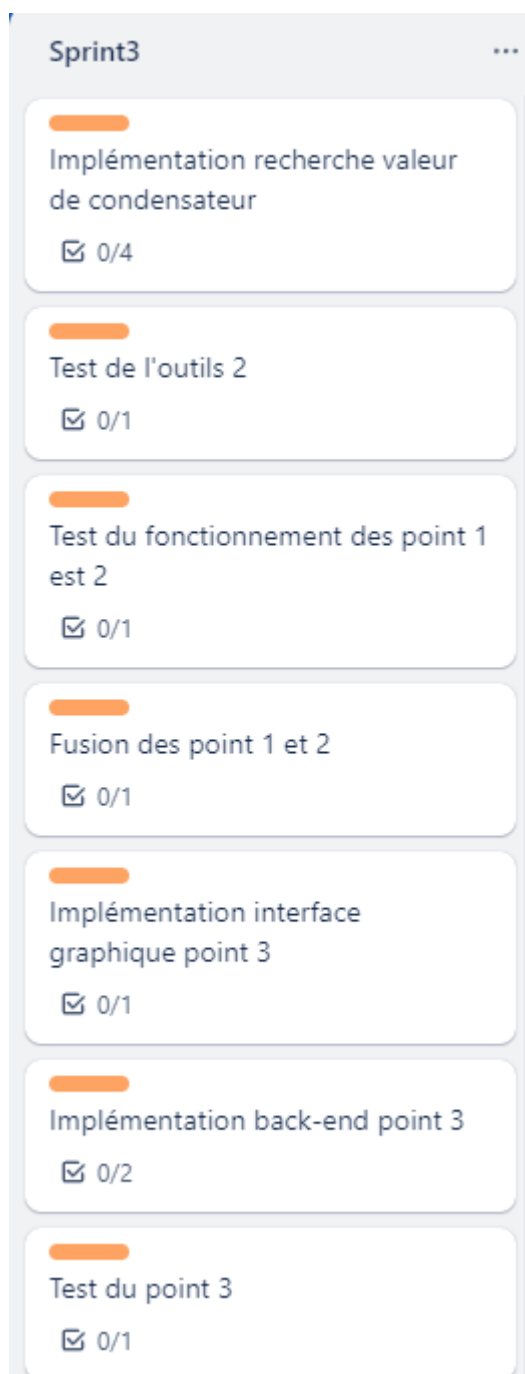 Sprint3
Implémentation recherche valeur
de condensateur
0/4
Test de l'outils 2
0/1
Test du fonctionnement des point 1
est 2
0/1
Fusion des point 1 et 2
0/1
Implémentation interface
graphique point 3
0/1
Implémentation back-end point 3
0/2
Test du point 3
0/1